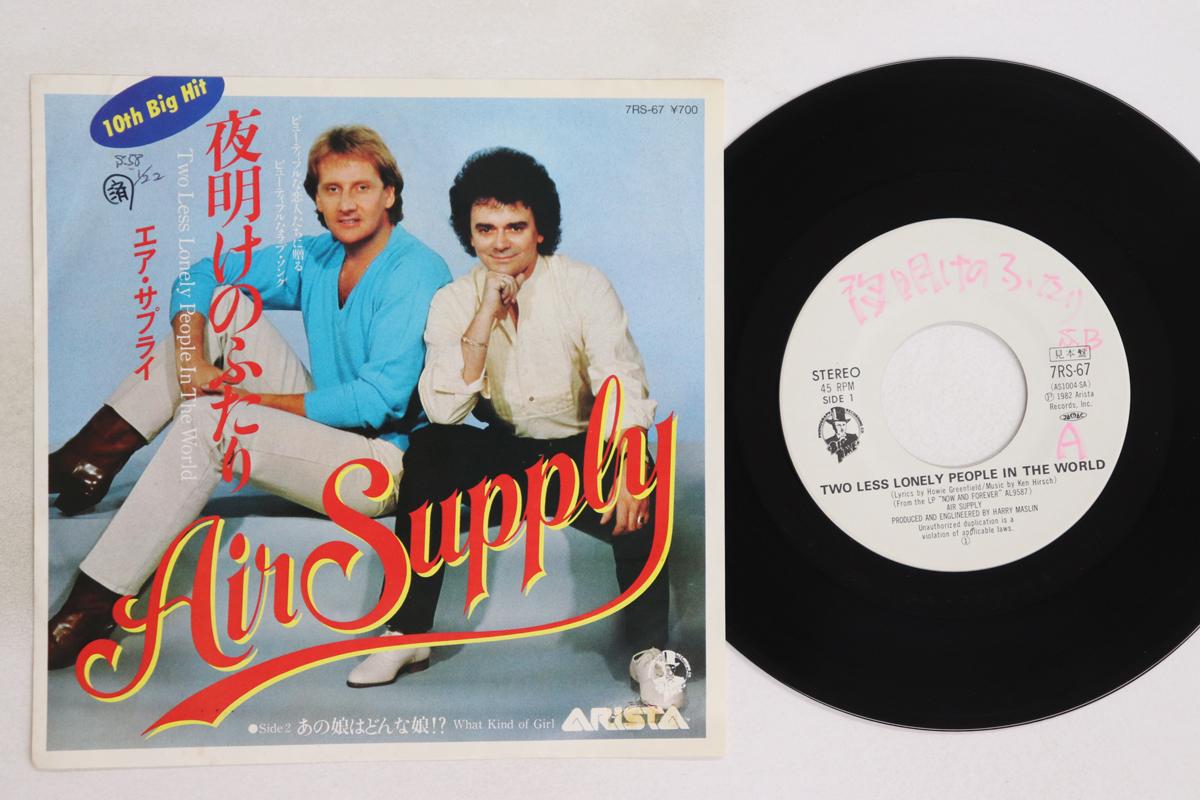 10th Big Hit
7RS-67 ¥700
夜明けのふたり
Two Less Lonely People In The World
エア・サプライ
ビューティフルな恋人たちに贈る
ビューティフルなラブ・ソング
S58
1/22
Air Supply
●Side 2 あの娘はどんな娘!? What Kind of Girl
ARISTA
夜明けのふたり
B
見本盤
STEREO
45 RPM
SIDE 1
7RS-67
(AS1004-SA)
Ⓟ 1982 Arista
Records, Inc.
A
TWO LESS LONELY PEOPLE IN THE WORLD
(Lyrics by Howie Greenfield/Music by Ken Hirsch)
(From the LP "NOW AND FOREVER" AL9587)
AIR SUPPLY
PRODUCED AND ENGLINEERED BY HARRY MASLIN
Unauthorized duplication is a
violation of applicable laws.
①